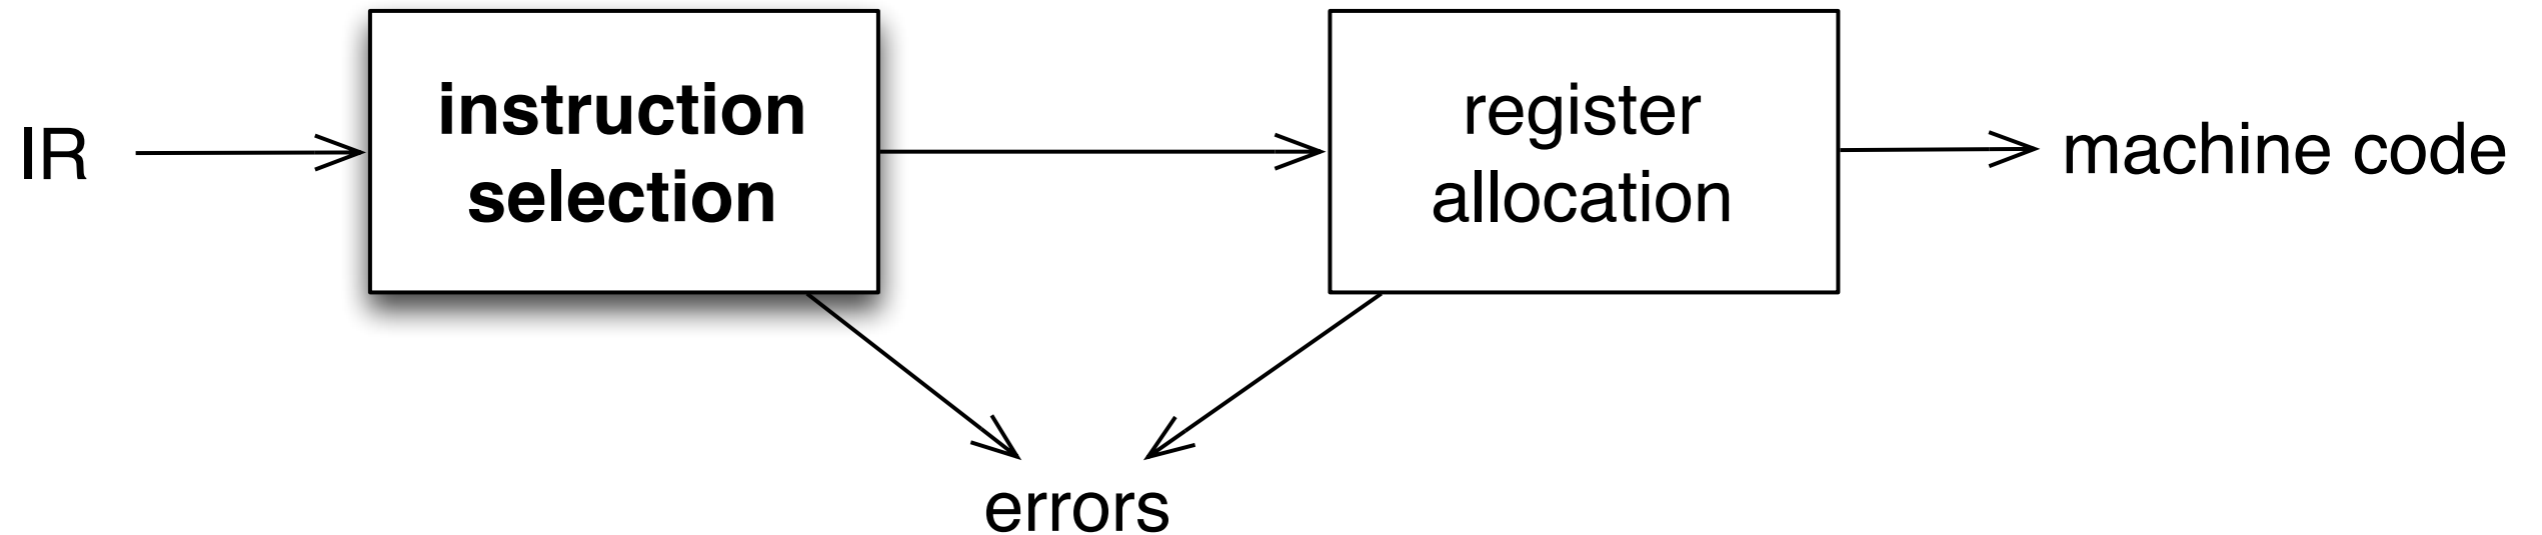 IR
instruction
selection
register
allocation
machine code
errors